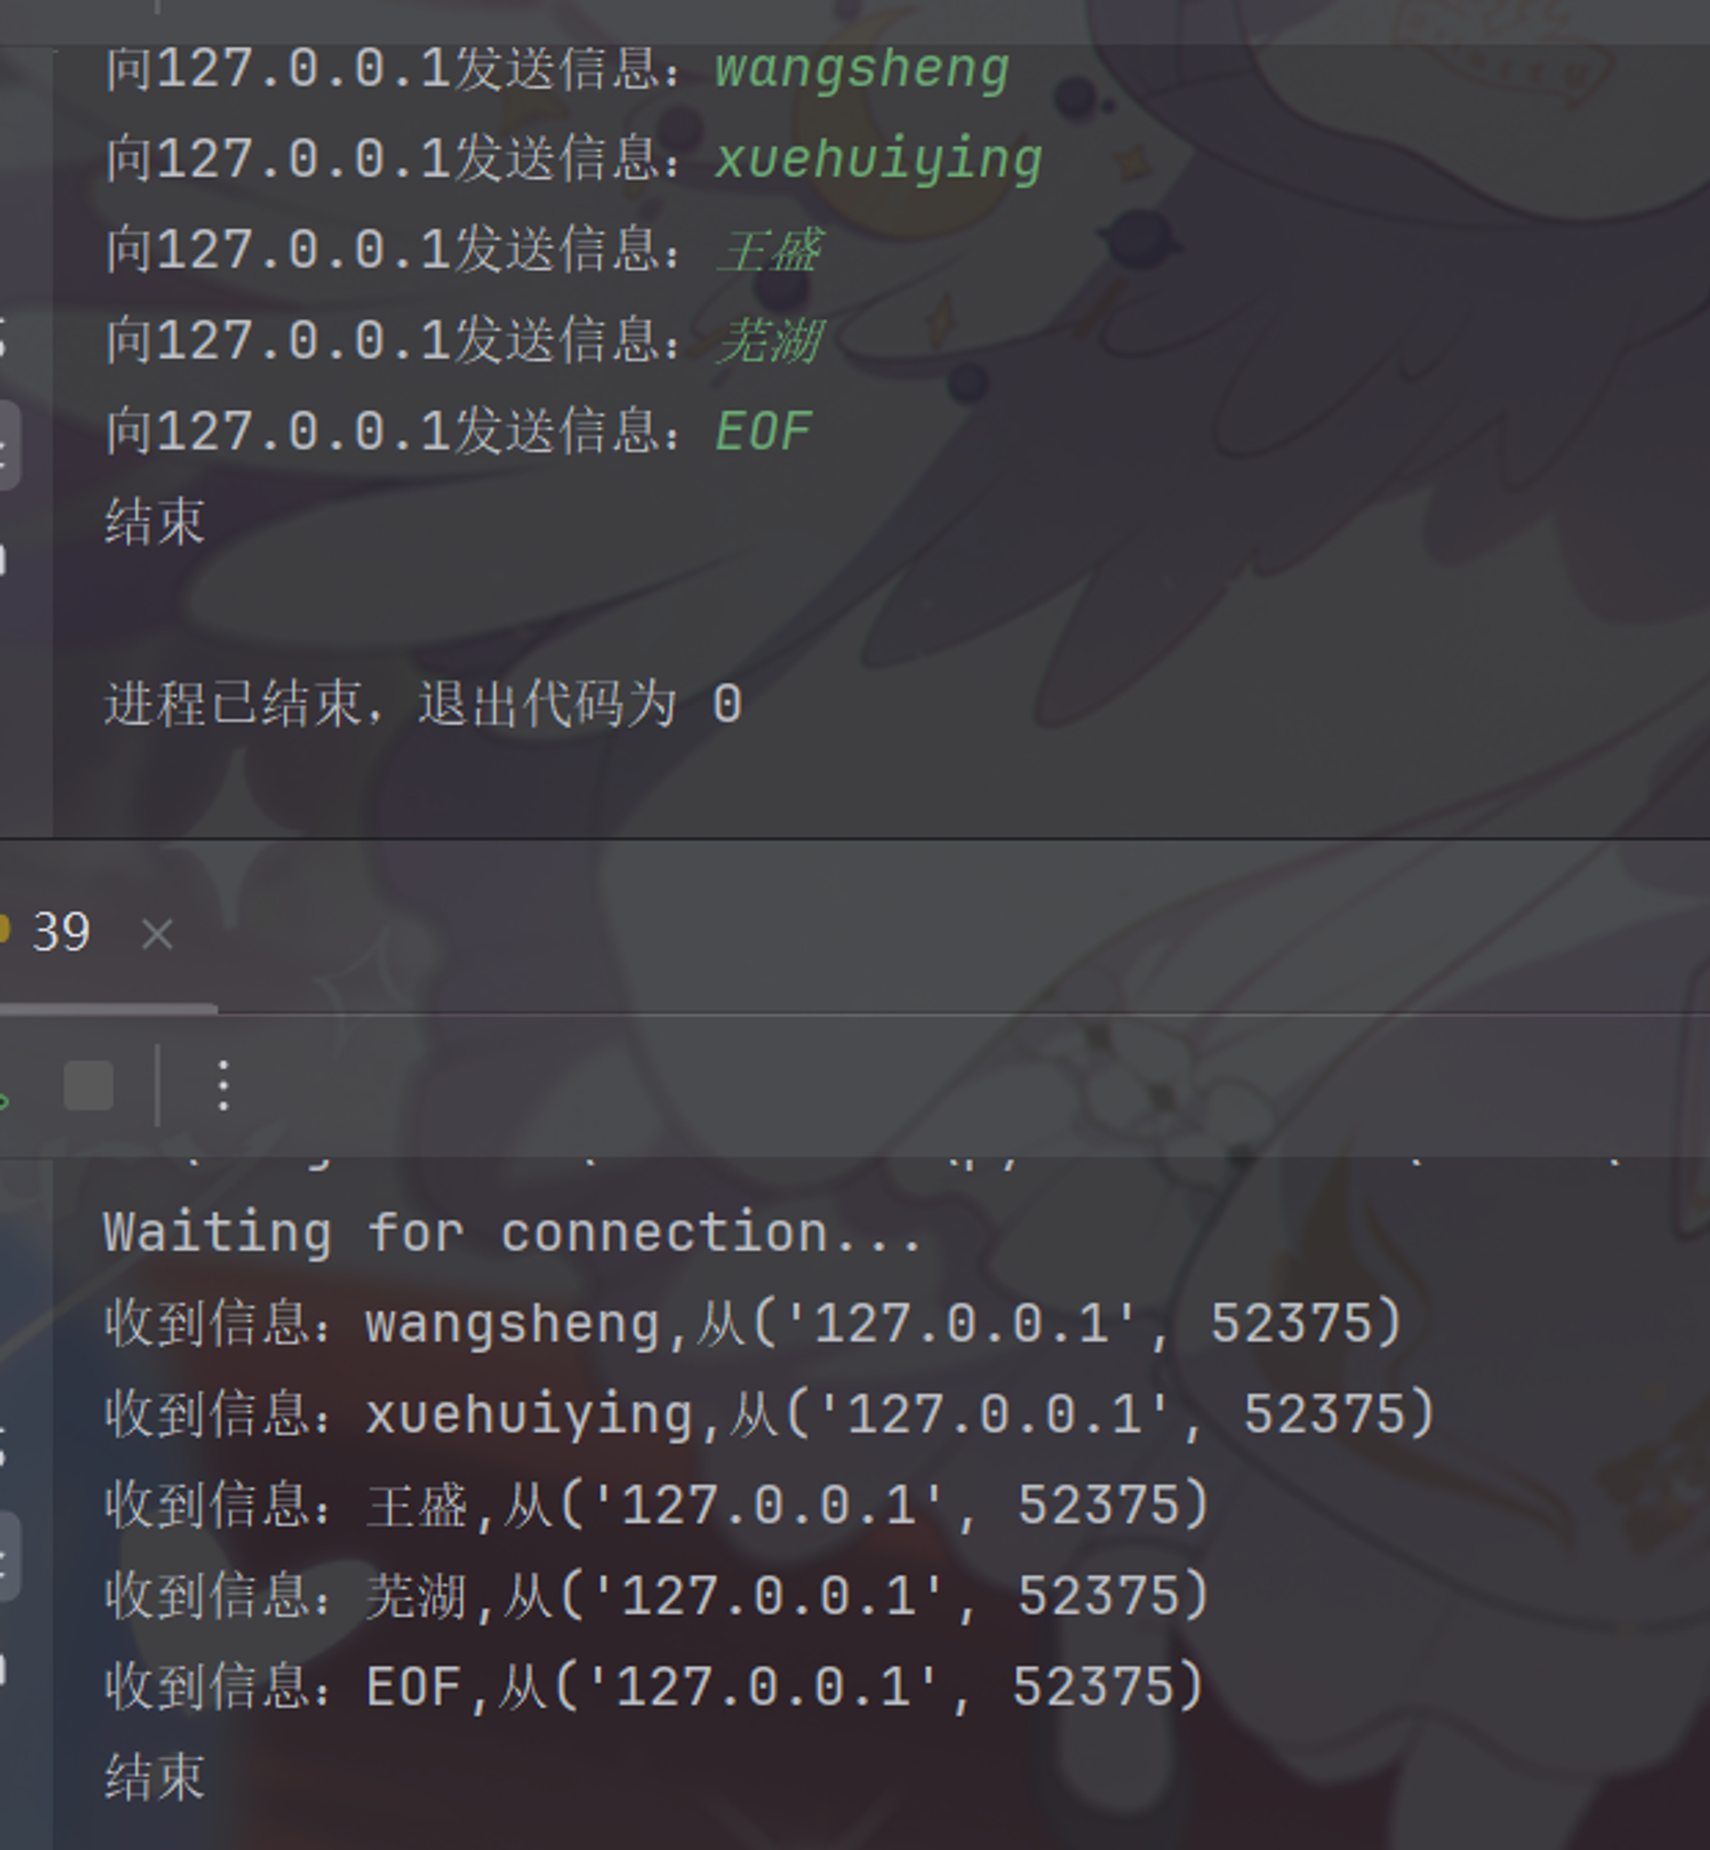 向127.0.0.1发送信息：wangsheng
向127.0.0.1发送信息：xuehuiying
向127.0.0.1发送信息：王盛
向127.0.0.1发送信息：芜湖
向127.0.0.1发送信息：EOF
结束
进程已结束，退出代码为 0
39
Waiting for connection...
收到信息：wangsheng,从('127.0.0.1', 52375)
收到信息：xuehuiying,从('127.0.0.1', 52375)
收到信息：王盛,从('127.0.0.1', 52375)
收到信息：芜湖,从('127.0.0.1', 52375)
收到信息：EOF,从('127.0.0.1', 52375)
结束